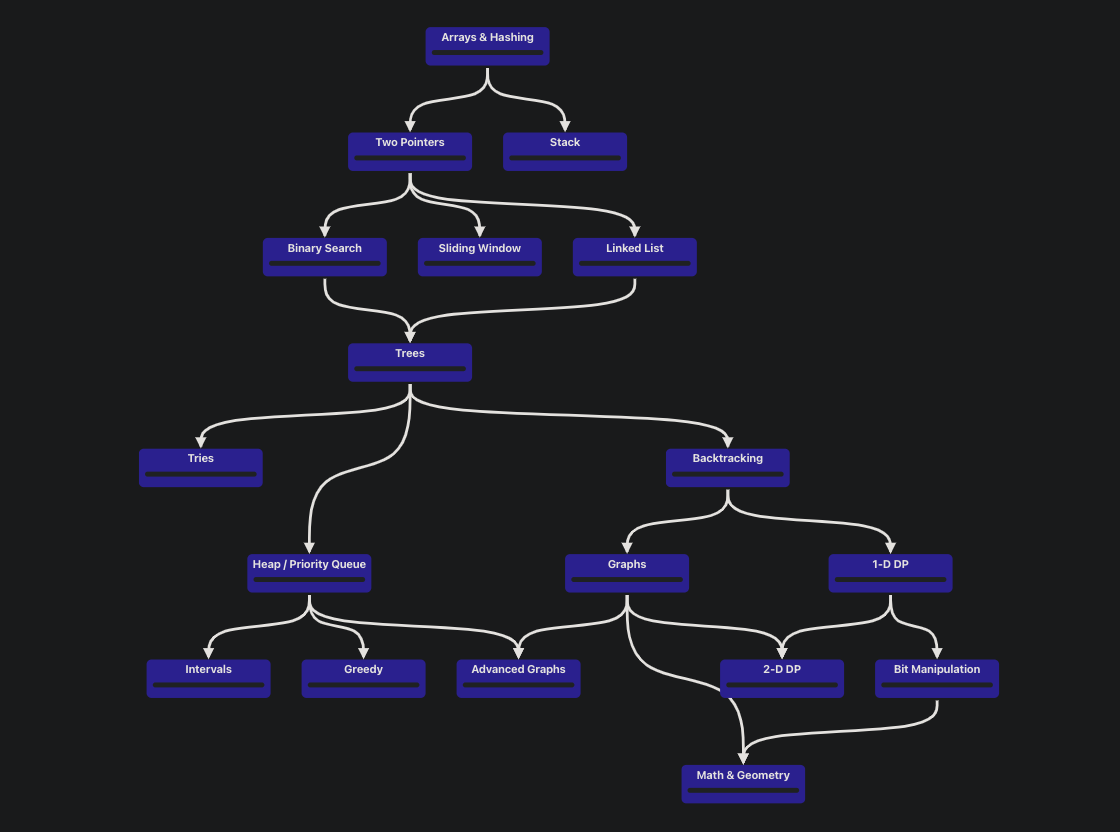 Arrays & Hashing
Two Pointers
Stack
Binary Search
Sliding Window
Linked List
Trees
Tries
Backtracking
Heap / Priority Queue
Graphs
1-D DP
Intervals
Greedy
Advanced Graphs
2-D DP
Bit Manipulation
Math & Geometry